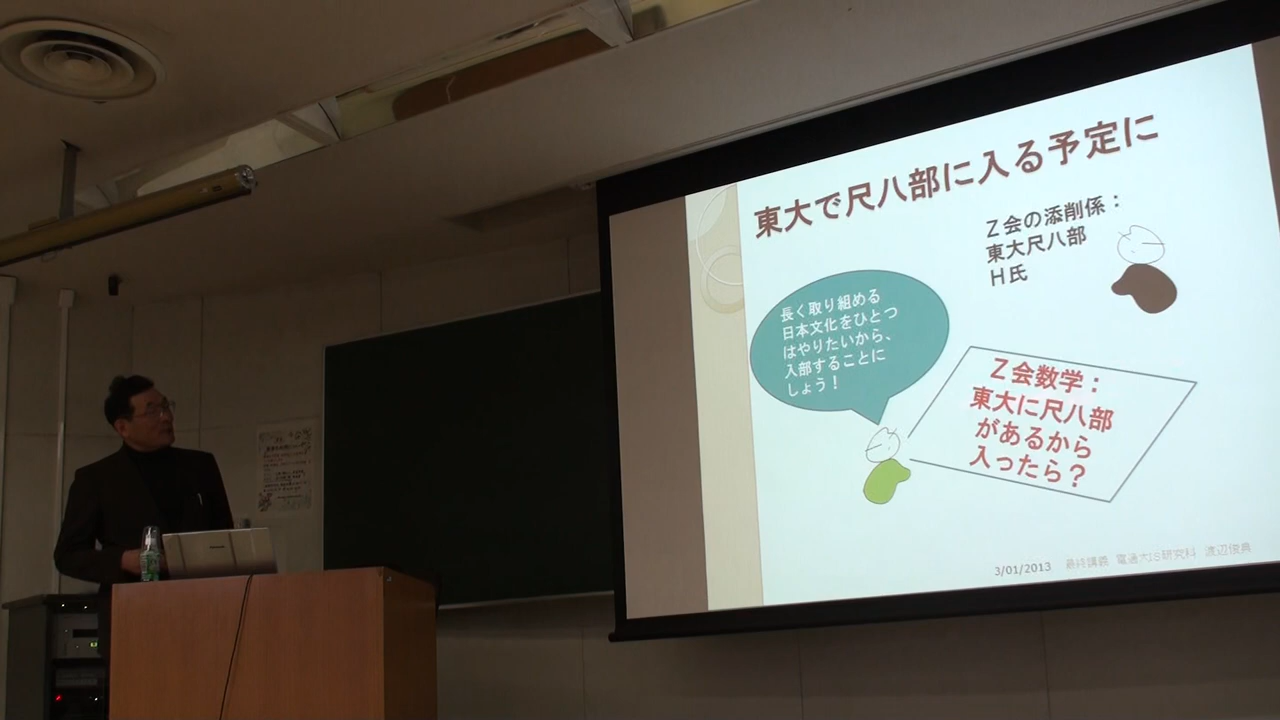 東大で尺八部に入る予定に
Ｚ会の添削係：
東大尺八部
Ｈ氏
長く取り組める
日本文化をひとつ
はやりたいから、
入部することに
しょう！
Ｚ会数学：
東大に尺八部
があるから
入ったら？
3/01/2013 最終講義 電通大IS研究科 渡辺俊典